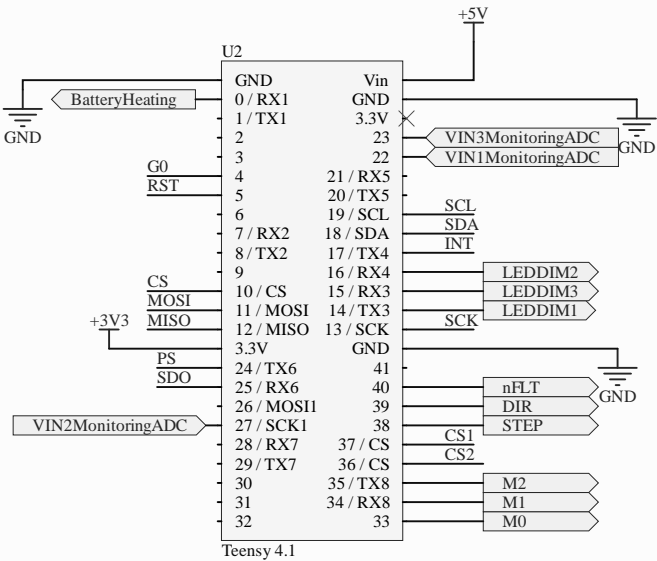 +5V
U2
GND Vin
BatteryHeating 0 / RX1 GND
GND 1 / TX1 3.3V
2 23 VIN3MonitoringADC GND
3 22 VIN1MonitoringADC
G0 4 21 / RX5
RST 5 20 / TX5
6 19 / SCL SCL
7 / RX2 18 / SDA SDA
8 / TX2 17 / TX4 INT
9 16 / RX4 LEDDIM2
CS 10 / CS 15 / RX3 LEDDIM3
MOSI 11 / MOSI 14 / TX3 LEDDIM1
+3V3 MISO 12 / MISO 13 / SCK SCK
3.3V GND
PS 24 / TX6 41
SDO 25 / RX6 40 nFLT GND
26 / MOSI1 39 DIR
VIN2MonitoringADC 27 / SCK1 38 STEP
28 / RX7 37 / CS CS1
29 / TX7 36 / CS CS2
30 35 / TX8 M2
31 34 / RX8 M1
32 33 M0
Teensy 4.1